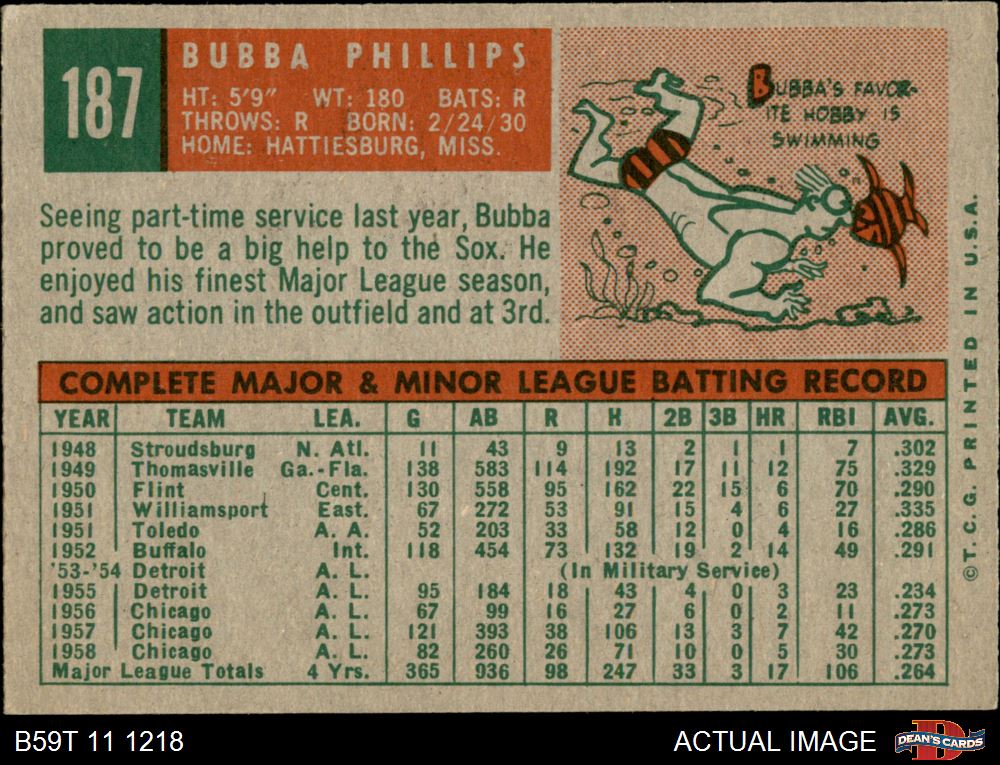 187
BUBBA PHILLIPS
HT: 5'9" WT: 180 BATS: R
THROWS: R BORN: 2/24/30
HOME: HATTIESBURG, MISS.
BUBBA'S FAVOR-
ITE HOBBY IS
SWIMMING
Seeing part-time service last year, Bubba
proved to be a big help to the Sox. He
enjoyed his finest Major League season,
and saw action in the outfield and at 3rd.
COMPLETE MAJOR & MINOR LEAGUE BATTING RECORD
YEAR TEAM LEA. G AB R H 2B 3B HR RBI AVG.
1948 Stroudsburg N. Atl. 11 43 9 13 2 1 1 7 .302
1949 Thomasville Ga.-Fla. 138 583 114 192 17 11 12 75 .329
1950 Flint Cent. 130 558 95 162 22 15 6 70 .290
1951 Williamsport East. 67 272 53 91 15 4 6 27 .335
1951 Toledo A. A. 52 203 33 58 12 0 4 16 .286
1952 Buffalo Int. 118 454 73 132 19 2 14 49 .291
'53-'54 Detroit A. L. (In Military Service)
1955 Detroit A. L. 95 184 18 43 4 0 3 23 .234
1956 Chicago A. L. 67 99 16 27 6 0 2 11 .273
1957 Chicago A. L. 121 393 38 106 13 3 7 42 .270
1958 Chicago A. L. 82 260 26 71 10 0 5 30 .273
Major League Totals 4 Yrs. 365 936 98 247 33 3 17 106 .264
© T. C. G. PRINTED IN U.S.A.
B59T 11 1218
ACTUAL IMAGE
DEAN'S CARDS